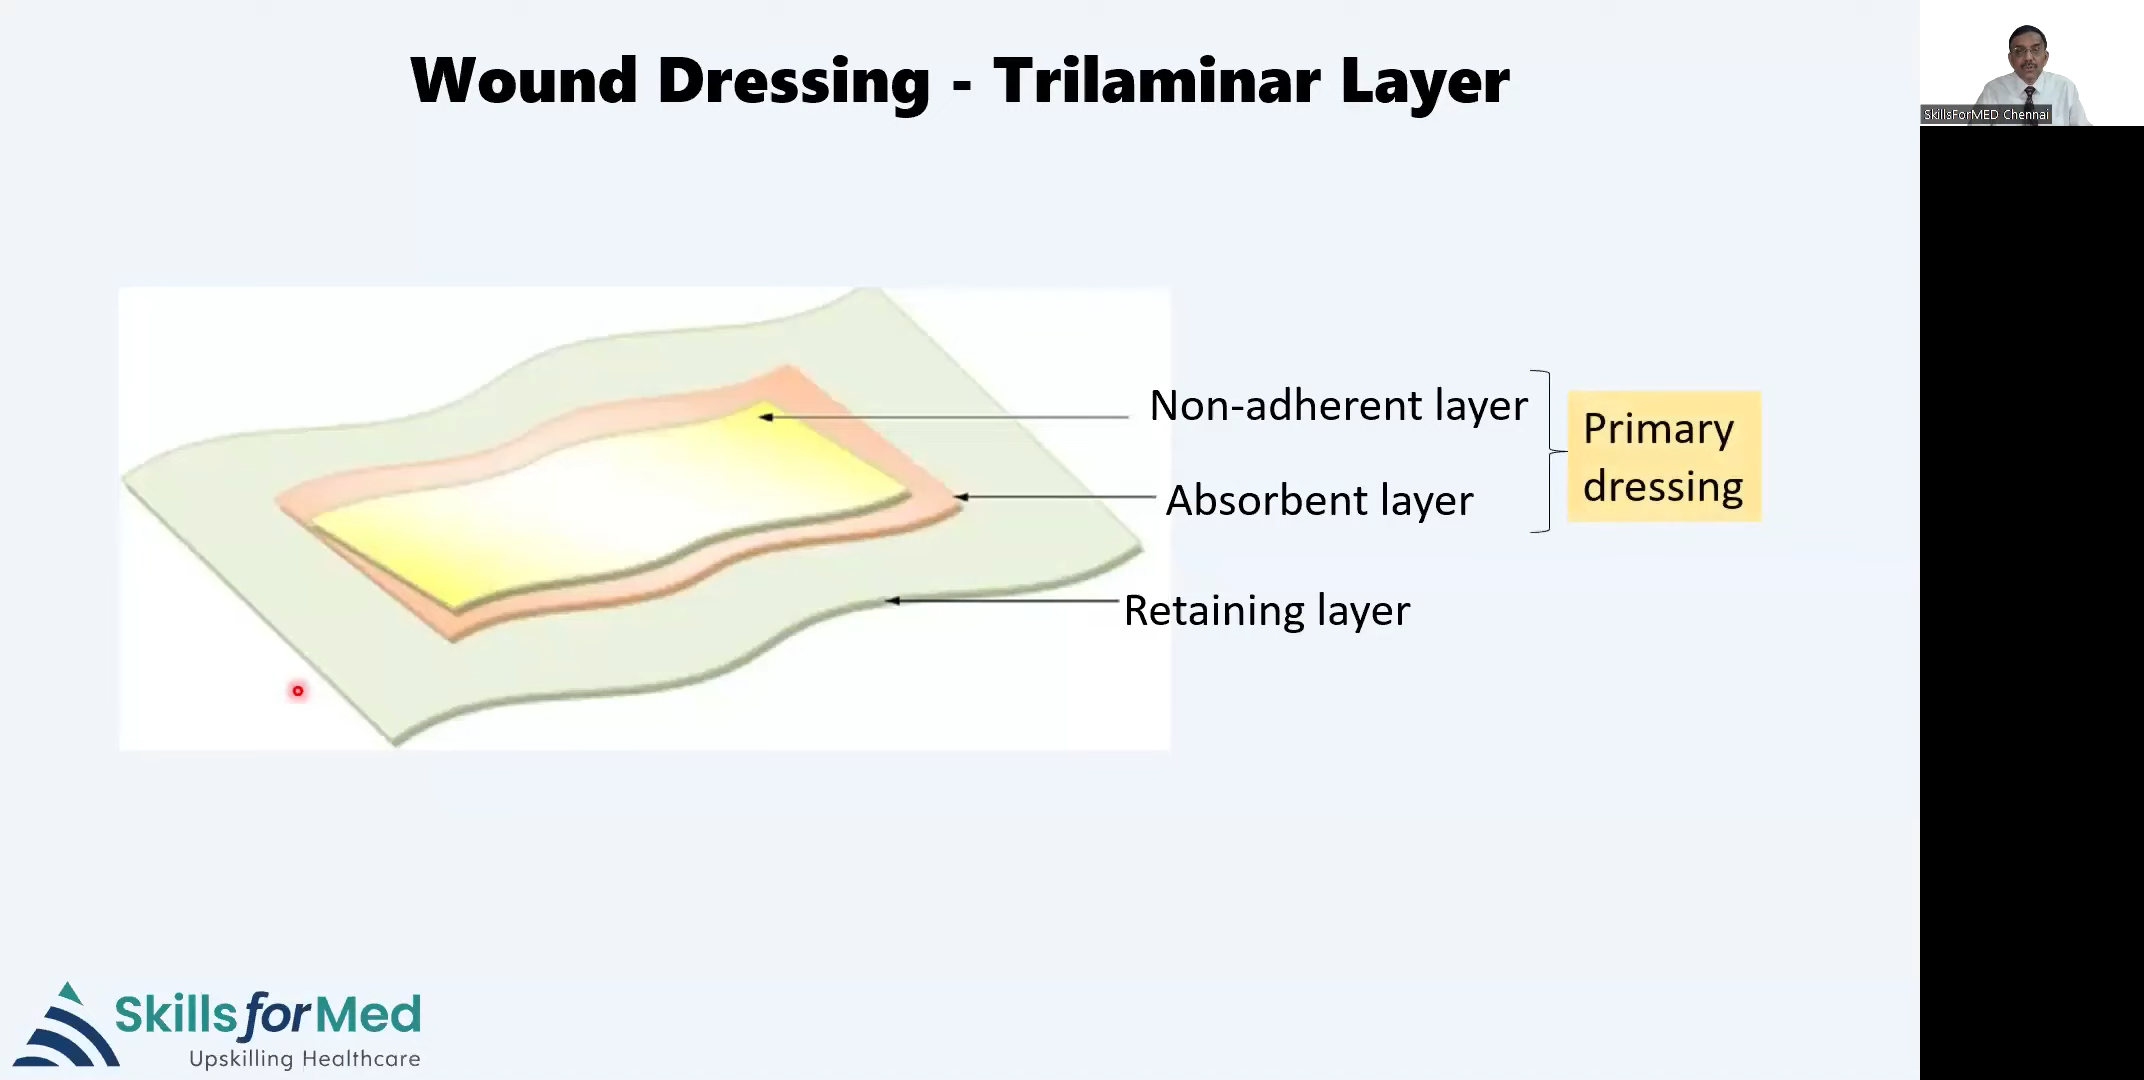 Wound Dressing - Trilaminar Layer
SkillsForMED Chennai
Non-adherent layer
Absorbent layer
Retaining layer
Primary
dressing
SkillsforMed
Upskilling Healthcare